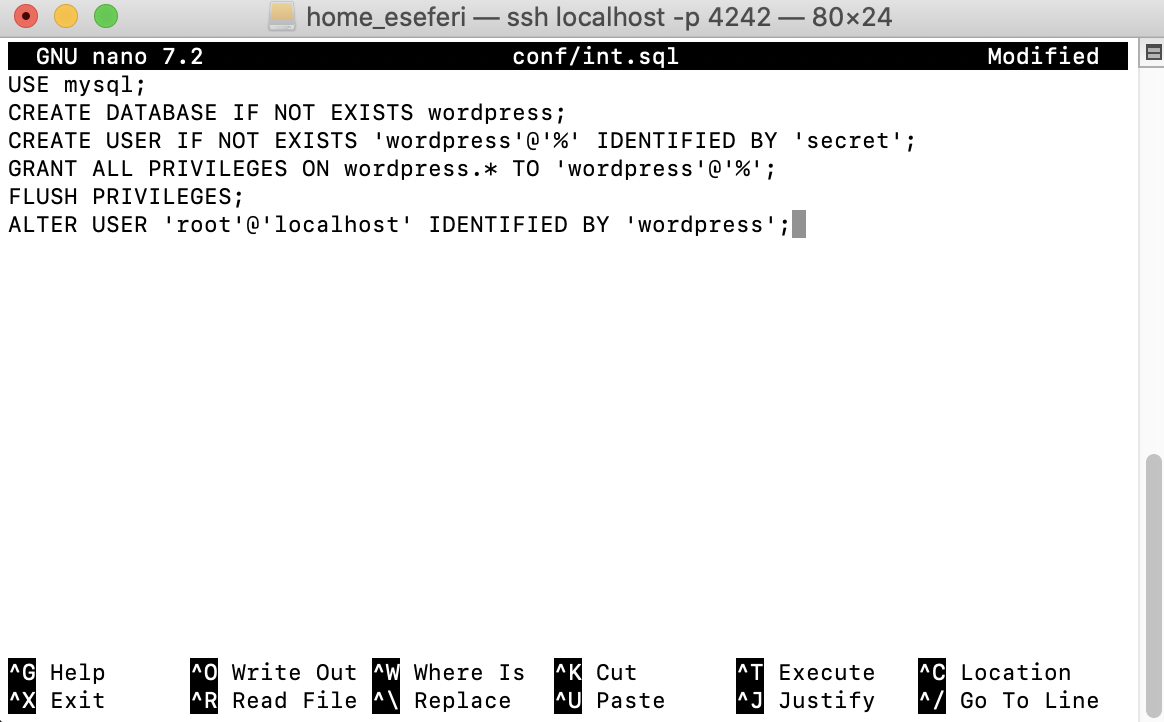 home_eseferi — ssh localhost -p 4242 — 80×24
GNU nano 7.2 conf/int.sql Modified
USE mysql;
CREATE DATABASE IF NOT EXISTS wordpress;
CREATE USER IF NOT EXISTS 'wordpress'@'%' IDENTIFIED BY 'secret';
GRANT ALL PRIVILEGES ON wordpress.* TO 'wordpress'@'%';
FLUSH PRIVILEGES;
ALTER USER 'root'@'localhost' IDENTIFIED BY 'wordpress';
^G Help ^O Write Out ^W Where Is ^K Cut ^T Execute ^C Location
^X Exit ^R Read File ^\ Replace ^U Paste ^J Justify ^/ Go To Line